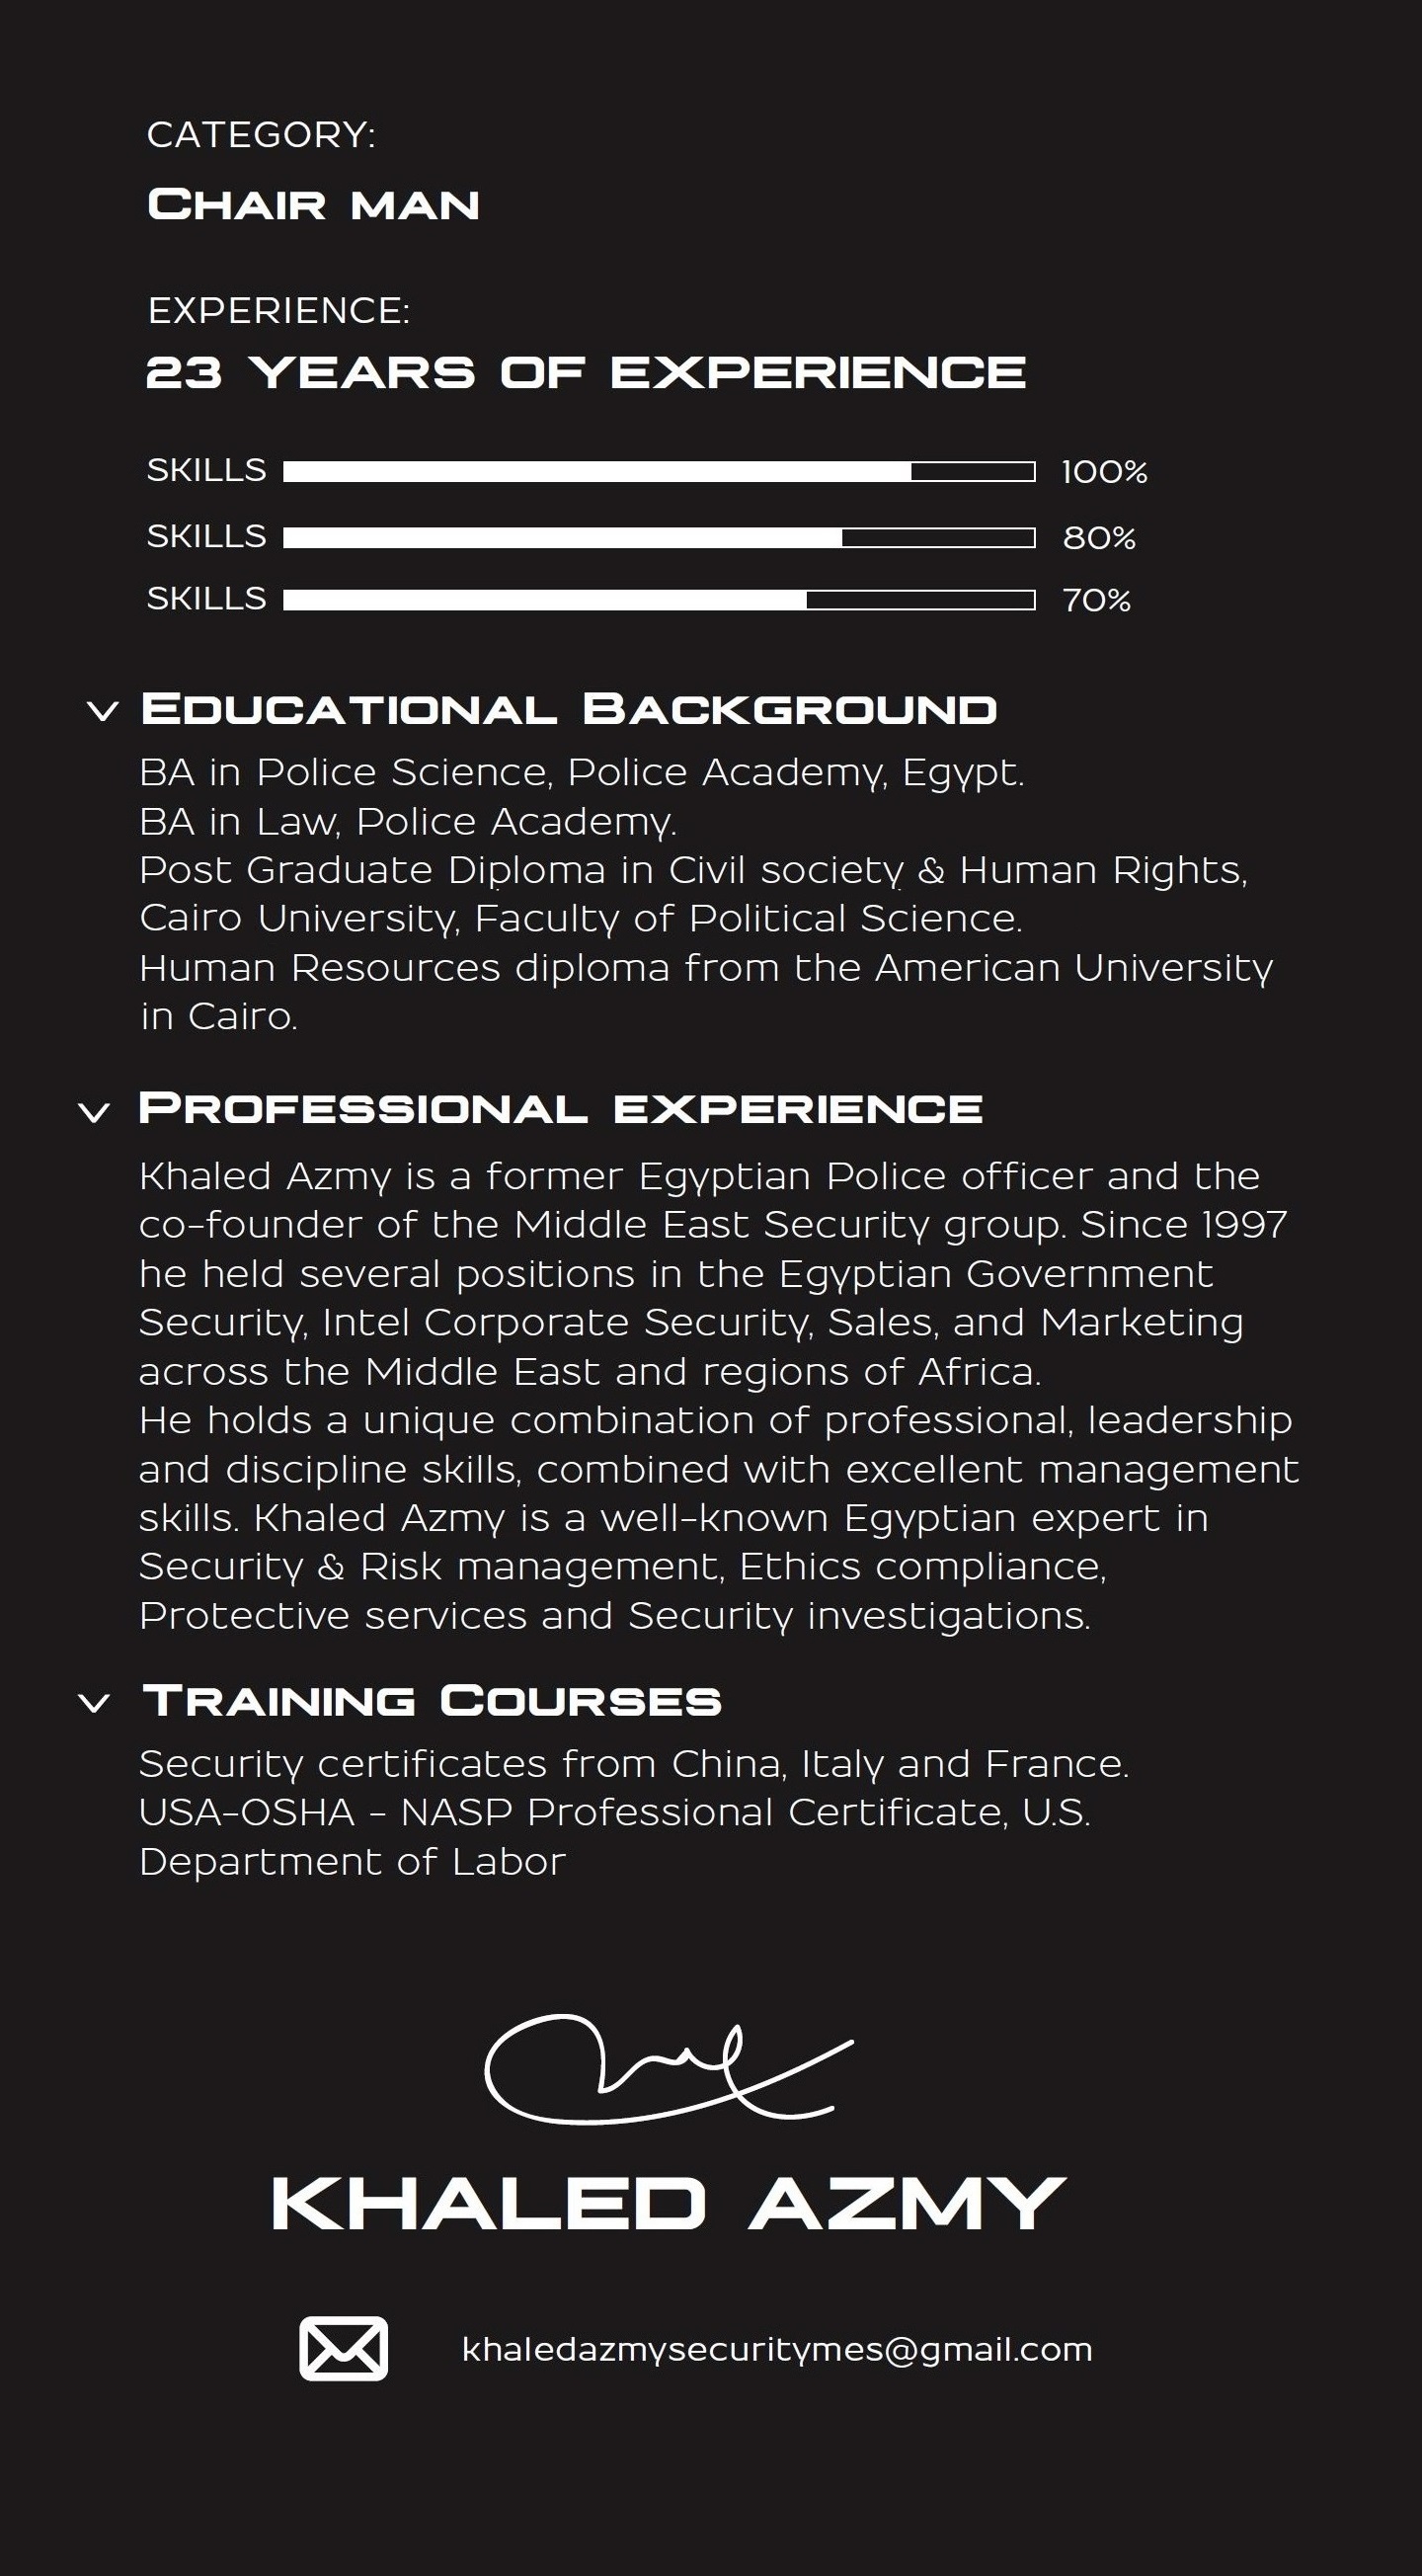 CATEGORY:
CHAIR MAN
EXPERIENCE:
23 YEARS OF EXPERIENCE
SKILLS 100%
SKILLS 80%
SKILLS 70%
EDUCATIONAL BACKGROUND
BA in Police Science, Police Academy, Egypt.
BA in Law, Police Academy.
Post Graduate Diploma in Civil society & Human Rights,
Cairo University, Faculty of Political Science.
Human Resources diploma from the American University
in Cairo.
PROFESSIONAL EXPERIENCE
Khaled Azmy is a former Egyptian Police officer and the
co-founder of the Middle East Security group. Since 1997
he held several positions in the Egyptian Government
Security, Intel Corporate Security, Sales, and Marketing
across the Middle East and regions of Africa.
He holds a unique combination of professional, leadership
and discipline skills, combined with excellent management
skills. Khaled Azmy is a well-known Egyptian expert in
Security & Risk management, Ethics compliance,
Protective services and Security investigations.
TRAINING COURSES
Security certificates from China, Italy and France.
USA-OSHA - NASP Professional Certificate, U.S.
Department of Labor
KHALED AZMY
khaledazmysecuritymes@gmail.com